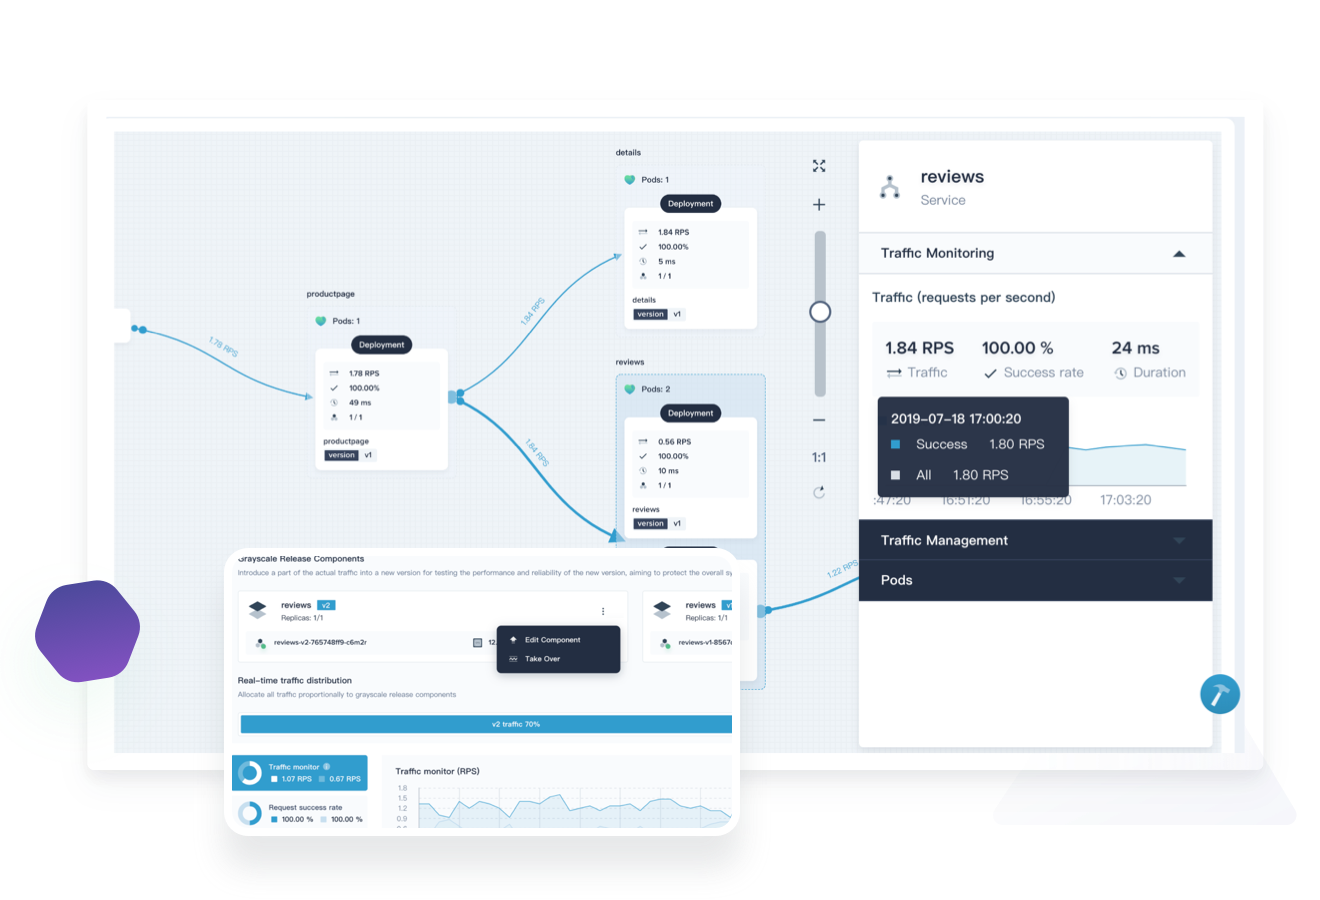 details
Pods: 1
Deployment
1.84 RPS
100.00%
5 ms
1 / 1
details
version v1
1.84 RPS
productpage
Pods: 1
Deployment
1.78 RPS
100.00%
49 ms
1 / 1
productpage
version v1
1.78 RPS
1.84 RPS
reviews
Pods: 2
Deployment
0.56 RPS
100.00%
10 ms
1 / 1
reviews
version v1
1.22 RPS
1:1
reviews
Service
Traffic Monitoring
Traffic (requests per second)
1.84 RPS 100.00 % 24 ms
Traffic Success rate Duration
2019-07-18 17:00:20
Success 1.80 RPS
All 1.80 RPS
:47:20 16:51:20 16:55:20 17:03:20
Traffic Management
Pods
Grayscale Release Components
Introduce a part of the actual traffic into a new version for testing the performance and reliability of the new version, aiming to protect the overall
reviews v2
Replicas: 1/1
reviews-v2-765748ff9-c6m2r
12.
Edit Component
Take Over
reviews
Replicas: 1/1
reviews-v1-8567
Real-time traffic distribution
Allocate all traffic proportionally to grayscale release components
v2 traffic 70%
Traffic monitor
1.07 RPS 0.67 RPS
Request success rate
100.00 % 100.00 %
Traffic monitor (RPS)
1.8
1.5
1.2
0.9